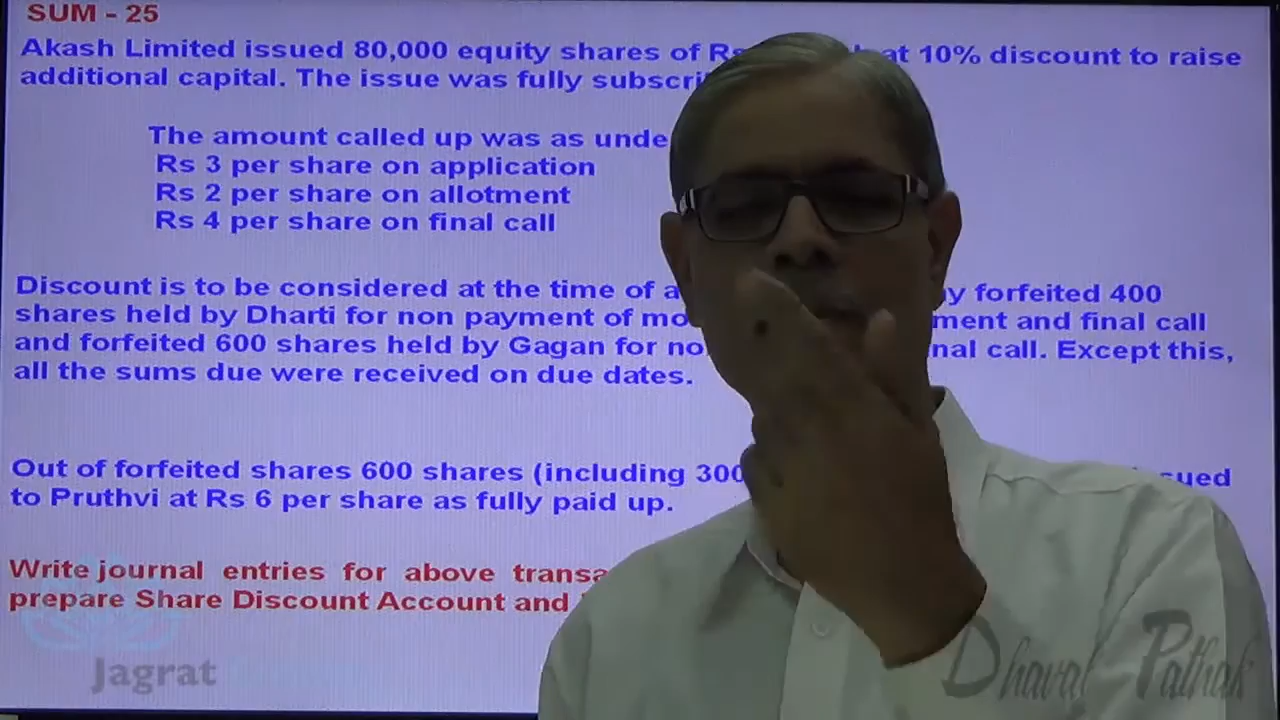 SUM - 25
Akash Limited issued 80,000 equity shares of at 10% discount to raise
additional capital. The issue was fully
The amount called up was as
Rs 3 per share on application
Rs 2 per share on allotment
Rs 4 per share on final call
Discount is to be considered at the time of forfeited 400
shares held by Dharti for non payment of and final call
and forfeited 600 shares held by Gagan for call. Except this,
all the sums due were received on due dates.
Out of forfeited shares 600 shares (including 300
to Pruthvi at Rs 6 per share as fully paid up.
Write journal entries for above
prepare Share Discount Account and
Jagrat
Dhaval Pathak